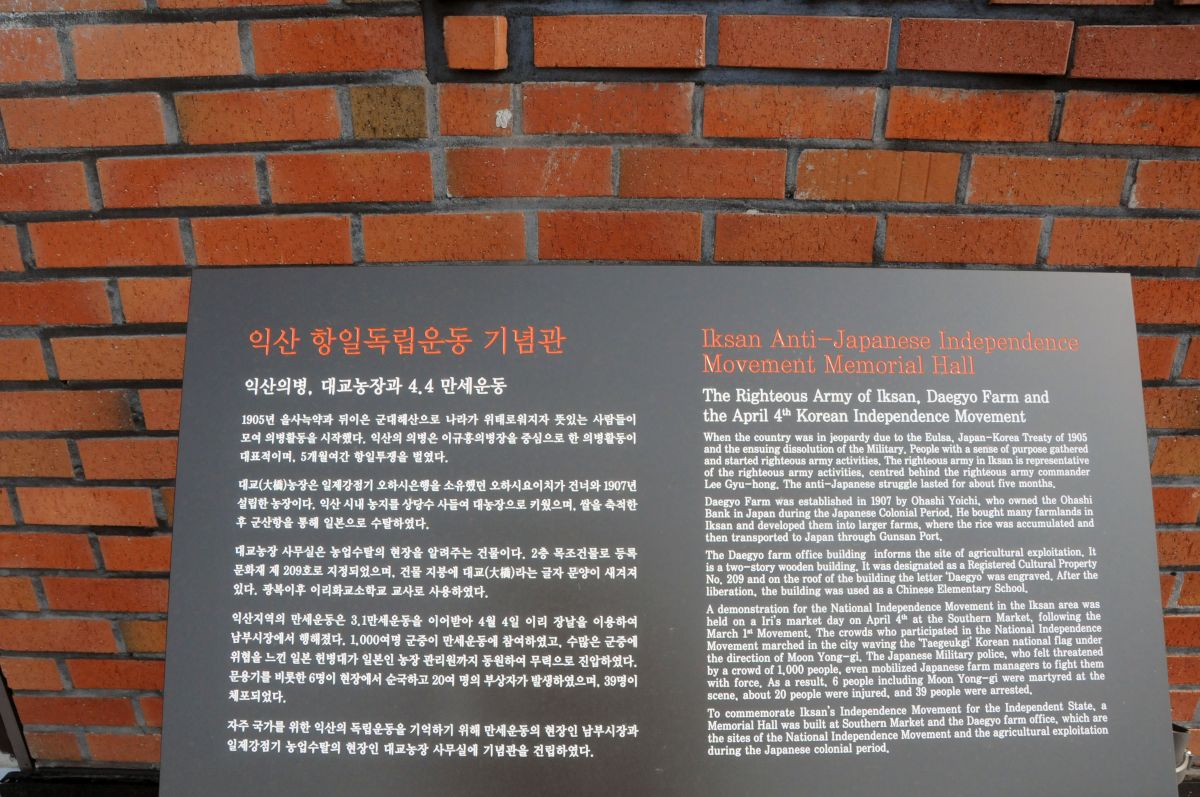 익산 항일독립운동 기념관
익산의병, 대교농장과 4.4 만세운동
1905년 을사늑약과 뒤이은 군대해산으로 나라가 위태로워지자 뜻있는 사람들이
모여 의병활동을 시작했다. 익산의 의병은 이규홍의병장을 중심으로 한 의병활동이
대표적이며, 5개월여간 항일투쟁을 벌였다.
대교(大橋)농장은 일제강점기 오하시은행을 소유했던 오하시요이치가 건너와 1907년
설립한 농장이다. 익산 시내 농지를 상당수 사들여 대농장으로 키웠으며, 쌀을 축적한
후 군산항을 통해 일본으로 수탈하였다.
대교농장 사무실은 농업수탈의 현장을 알려주는 건물이다. 2층 목조건물로 등록
문화재 제 209호로 지정되었으며, 건물 지붕에 대교(大橋)라는 글자 문양이 새겨져
있다. 광복이후 이리화교소학교 교사로 사용하였다.
익산지역의 만세운동은 3.1만세운동을 이어받아 4월 4일 이리 장날을 이용하여
남부시장에서 행해졌다. 1,000여명 군중이 만세운동에 참여하였고, 수많은 군중에
위협을 느낀 일본 헌병대가 일본인 농장 관리원까지 동원하여 무력으로 진압하였다.
문용기를 비롯한 6명이 현장에서 순국하고 20여 명의 부상자가 발생하였으며, 39명이
체포되었다.
자주 국가를 위한 익산의 독립운동을 기억하기 위해 만세운동의 현장인 남부시장과
일제강점기 농업수탈의 현장인 대교농장 사무실에 기념관을 건립하였다.
Iksan Anti-Japanese Independence
Movement Memorial Hall
The Righteous Army of Iksan, Daegyo Farm and
the April 4th Korean Independence Movement
When the country was in jeopardy due to the Eulsa, Japan-Korea Treaty of 1905
and the ensuing dissolution of the Military, People with a sense of purpose gathered
and started righteous army activities. The righteous army in Iksan is representative
of the righteous army activities, centred behind the righteous army commander
Lee Gyu-hong. The anti-Japanese struggle lasted for about five months.
Daegyo Farm was established in 1907 by Ohashi Yoichi, who owned the Ohashi
Bank in Japan during the Japanese Colonial Period. He bought many farmlands in
Iksan and developed them into larger farms, where the rice was accumulated and
then transported to Japan through Gunsan Port.
The Daegyo farm office building informs the site of agricultural exploitation. It
is a two-story wooden building. It was designated as a Registered Cultural Property
No. 209 and on the roof of the building the letter 'Daegyo' was engraved. After the
liberation, the building was used as a Chinese Elementary School.
A demonstration for the National Independence Movement in the Iksan area was
held on a Iri's market day on April 4th at the Southern Market, following the
March 1st Movement. The crowds who participated in the National Independence
Movement marched in the city waving the 'Taegeukgi' Korean national flag under
the direction of Moon Yong-gi. The Japanese Military police, who felt threatened
by a crowd of 1,000 people, even mobilized Japanese farm managers to fight them
with force. As a result, 6 people including Moon Yong-gi were martyred at the
scene, about 20 people were injured, and 39 people were arrested.
To commemorate Iksan's Independence Movement for the Independent State, a
Memorial Hall was built at Southern Market and the Daegyo farm office, which are
the sites of the National Independence Movement and the agricultural exploitation
during the Japanese colonial period.